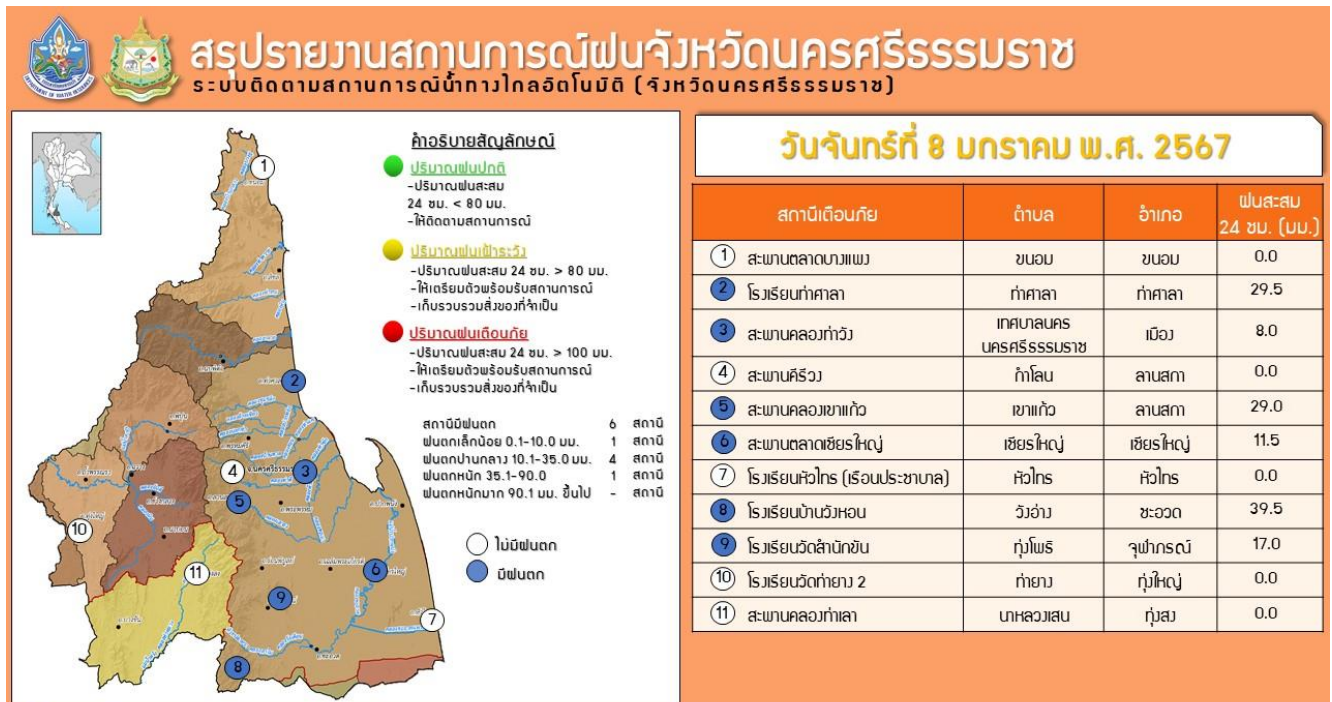 สรุปรายงานสถานการณ์ฝนจังหวัดนครศรีธรรมราช
ระบบติดตามสถานการณ์น้ำทางไกลอัตโนมัติ (จังหวัดนครศรีธรรมราช)
คำอธิบายสัญลักษณ์
ปริมาณฝนปกติ
-ปริมาณฝนสะสม
24 ชม. < 80 มม.
-ให้ติดตามสถานการณ์
ปริมาณฝนเฝ้าระวัง
-ปริมาณฝนสะสม 24 ชม. > 80 มม.
-ให้เตรียมตัวพร้อมรับสถานการณ์
-เก็บรวบรวมสิ่งของที่จำเป็น
ปริมาณฝนเตือนภัย
-ปริมาณฝนสะสม 24 ชม. > 100 มม.
-ให้เตรียมตัวพร้อมรับสถานการณ์
-เก็บรวบรวมสิ่งของที่จำเป็น
สถานีมีฝนตก 6 สถานี
ฝนตกเล็กน้อย 0.1-10.0 มม. 1 สถานี
ฝนตกปานกลาง 10.1-35.0 มม. 4 สถานี
ฝนตกหนัก 35.1-90.0 1 สถานี
ฝนตกหนักมาก 90.1 มม. ขึ้นไป - สถานี
ไม่มีฝนตก
มีฝนตก
1
2
3
4
5
6
7
8
9
10
11
วันจันทร์ที่ 8 มกราคม พ.ศ. 2567
สถานีเตือนภัย ตำบล อำเภอ ฝนสะสม
24 ชม. (มม.)
1 สะพานตลาดบางแพง ขนอม ขนอม 0.0
2 โรงเรียนท่าศาลา ท่าศาลา ท่าศาลา 29.5
3 สะพานคลองท่าวัง เทศบาลนคร
นครศรีธรรมราช เมือง 8.0
4 สะพานคีรีวง กำโลน ลานสกา 0.0
5 สะพานคลองเขาแก้ว เขาแก้ว ลานสกา 29.0
6 สะพานตลาดเชียรใหญ่ เชียรใหญ่ เชียรใหญ่ 11.5
7 โรงเรียนหัวไทร (เรือนประชาบาล) หัวไทร หัวไทร 0.0
8 โรงเรียนบ้านวังหอน วังอ่าง ชะอวด 39.5
9 โรงเรียนวัดสำนักขัน ทุ่งโพธิ จุฬาภรณ์ 17.0
10 โรงเรียนวัดท่ายาง 2 ท่ายาง ทุ่งใหญ่ 0.0
11 สะพานคลองท่าเลา นาหลวงเสน ทุ่งสง 0.0